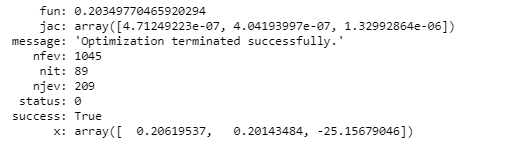 fun: 0.20349770465920294
jac: array([4.71249223e-07, 4.04193997e-07, 1.32992864e-06])
message: 'Optimization terminated successfully.'
nfev: 1045
nit: 89
njev: 209
status: 0
success: True
x: array([ 0.20619537, 0.20143484, -25.15679046])